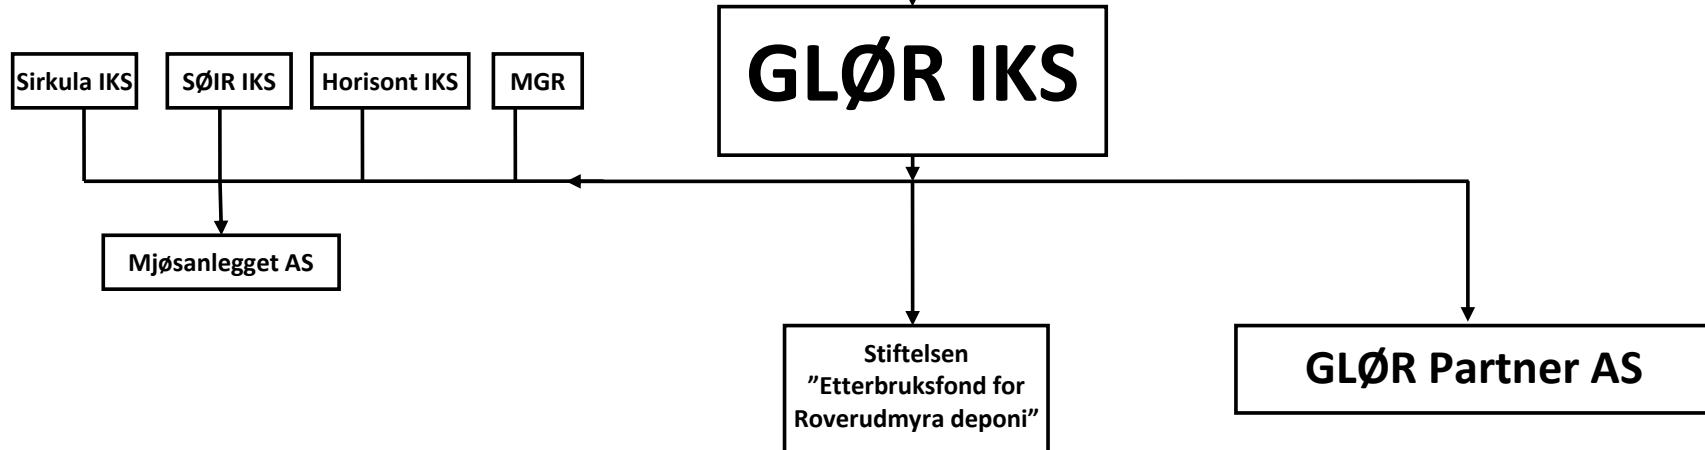 GLØR IKS
Sirkula IKS
SØIR IKS
Horisont IKS
MGR
Mjøsanlegget AS
Stiftelsen
”Etterbruksfond for
Roverudmyra deponi”
GLØR Partner AS